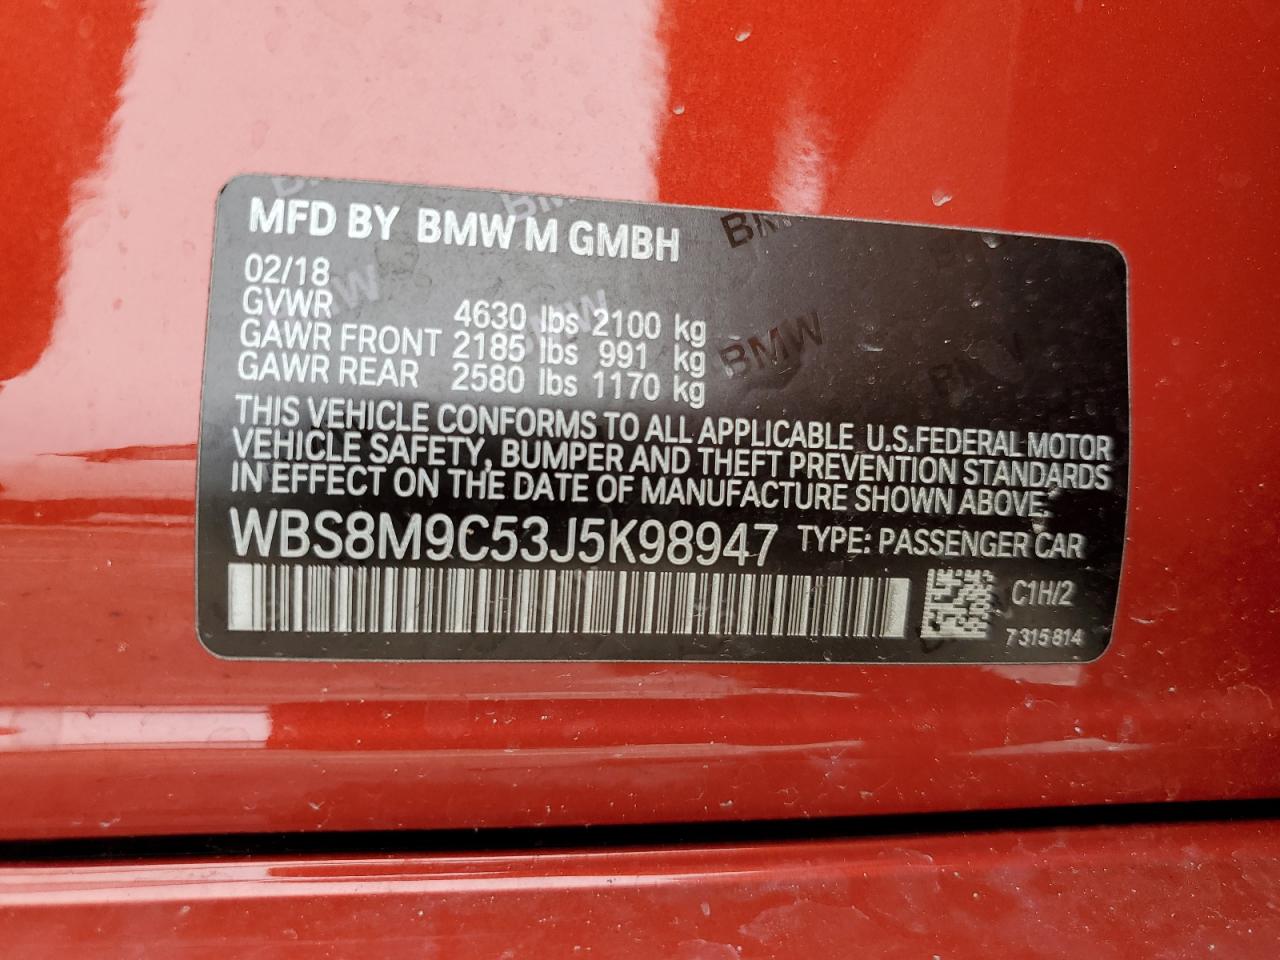 MFD BY BMW M GMBH
02/18
GVWR 4630 lbs 2100 kg
GAWR FRONT 2185 lbs 991 kg
GAWR REAR 2580 lbs 1170 kg
THIS VEHICLE CONFORMS TO ALL APPLICABLE U.S.FEDERAL MOTOR
VEHICLE SAFETY, BUMPER AND THEFT PREVENTION STANDARDS
IN EFFECT ON THE DATE OF MANUFACTURE SHOWN ABOVE.
WBS8M9C53J5K98947 TYPE: PASSENGER CAR
C1H/2
7 315 814